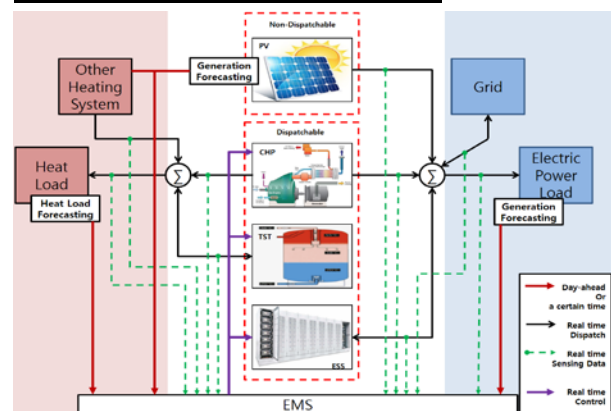 Non-Dispatchable
PV
Generation
Forecasting
Other
Heating
System
Grid
Dispatchable
CHP
Heat
Load
Heat Load
Forecasting
Σ
Σ
Electric
Power
Load
Generation
Forecasting
TST
ESS
Day-ahead
Or
a certain time
Real time
Dispatch
Real time
Sensing Data
Real time
Control
EMS